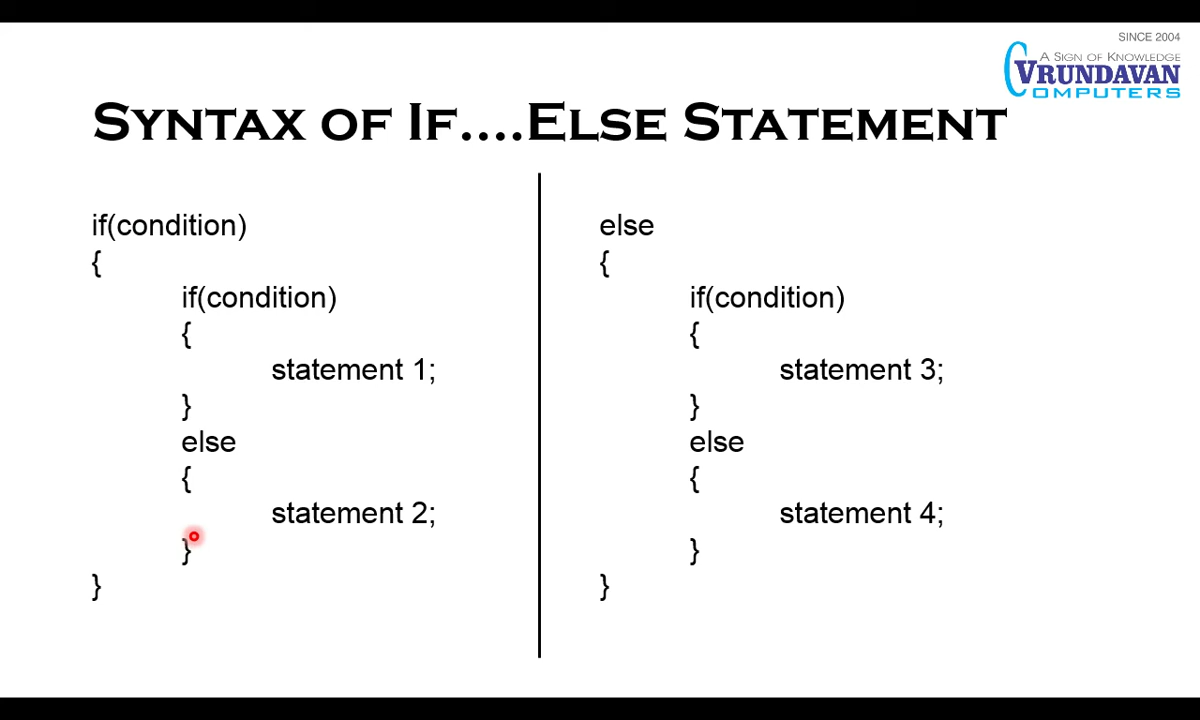 SINCE 2004
A SIGN OF KNOWLEDGE
VRUNDAVAN
COMPUTERS
SYNTAX OF IF....ELSE STATEMENT
if(condition)
{
if(condition)
{
statement 1;
}
else
{
statement 2;
}
}
else
{
if(condition)
{
statement 3;
}
else
{
statement 4;
}
}